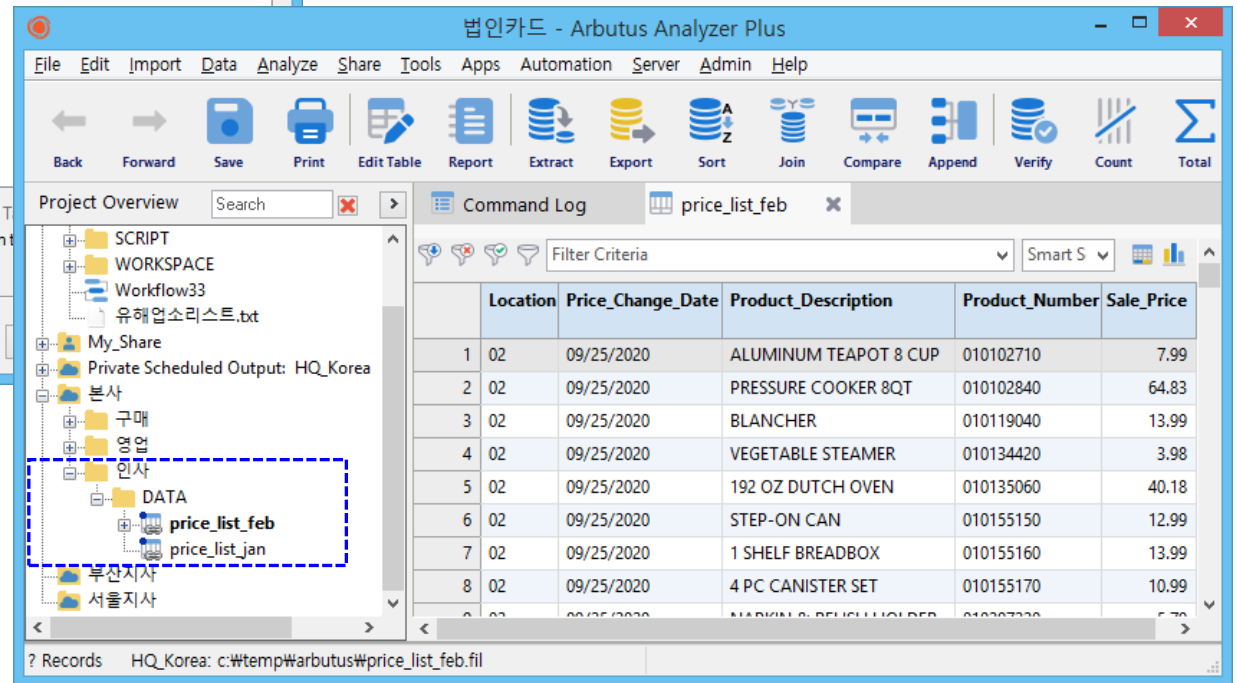 법인카드 - Arbutus Analyzer Plus
File Edit Import Data Analyze Share Tools Apps Automation Server Admin Help
Back Forward Save Print Edit Table Report Extract Export Sort Join Compare Append Verify Count Total
Project Overview Search
Command Log price_list_feb
SCRIPT
WORKSPACE
Workflow33
유해업소리스트.txt
My_Share
Private Scheduled Output: HQ_Korea
본사
구매
영업
인사
DATA
price_list_feb
price_list_jan
부산지사
서울지사
Filter Criteria Smart S
Location Price_Change_Date Product_Description Product_Number Sale_Price
1 02 09/25/2020 ALUMINUM TEAPOT 8 CUP 010102710 7.99
2 02 09/25/2020 PRESSURE COOKER 8QT 010102840 64.83
3 02 09/25/2020 BLANCHER 010119040 13.99
4 02 09/25/2020 VEGETABLE STEAMER 010134420 3.98
5 02 09/25/2020 192 OZ DUTCH OVEN 010135060 40.18
6 02 09/25/2020 STEP-ON CAN 010155150 12.99
7 02 09/25/2020 1 SHELF BREADBOX 010155160 13.99
8 02 09/25/2020 4 PC CANISTER SET 010155170 10.99
? Records HQ_Korea: c:₩temp₩arbutus₩price_list_feb.fil